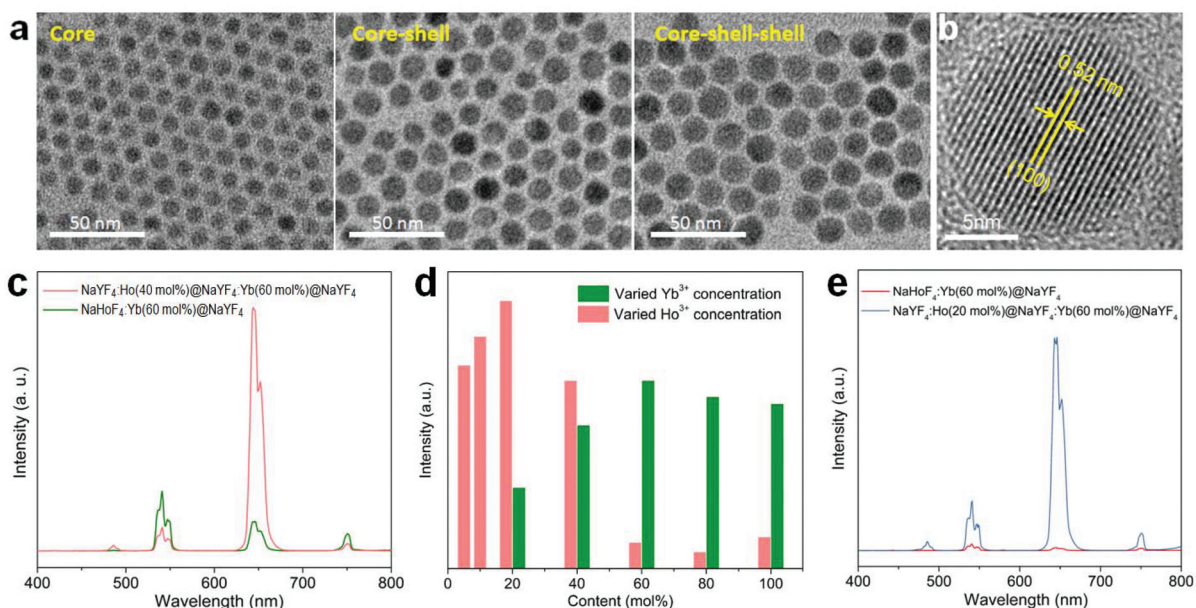 a
Core
Core-shell
Core-shell-shell
50 nm
50 nm
50 nm
b
0.52 nm
(100)
5nm
c
NaYF₄:Ho(40 mol%)@NaYF₄:Yb(60 mol%)@NaYF₄
NaHoF₄:Yb(60 mol%)@NaYF₄
Intensity (a. u.)
400 500 600 700 800
Wavelength (nm)
d
Varied Yb³⁺ concentration
Varied Ho³⁺ concentration
Intensity (a.u.)
0 20 40 60 80 100
Content (mol%)
e
NaHoF₄:Yb(60 mol%)@NaYF₄
NaYF₄:Ho(20 mol%)@NaYF₄:Yb(60 mol%)@NaYF₄
Intensity (a.u.)
400 500 600 700 800
Wavelength (nm)